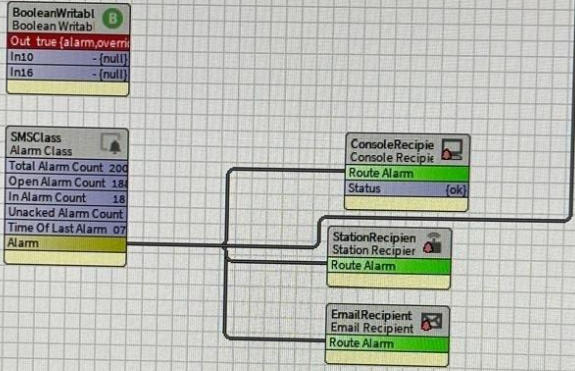 BooleanWritabl
B
Boolean Writabl
Out true {alarm,overri
In10 - {null}
In16 - {null}
SMSClass
Alarm Class
Total Alarm Count 200
Open Alarm Count 18
In Alarm Count 18
Unacked Alarm Count
Time Of Last Alarm 07
Alarm
ConsoleRecipie
Console Recipie
Route Alarm
Status {ok}
StationRecipien
Station Recipier
Route Alarm
EmailRecipient
Email Recipient
Route Alarm